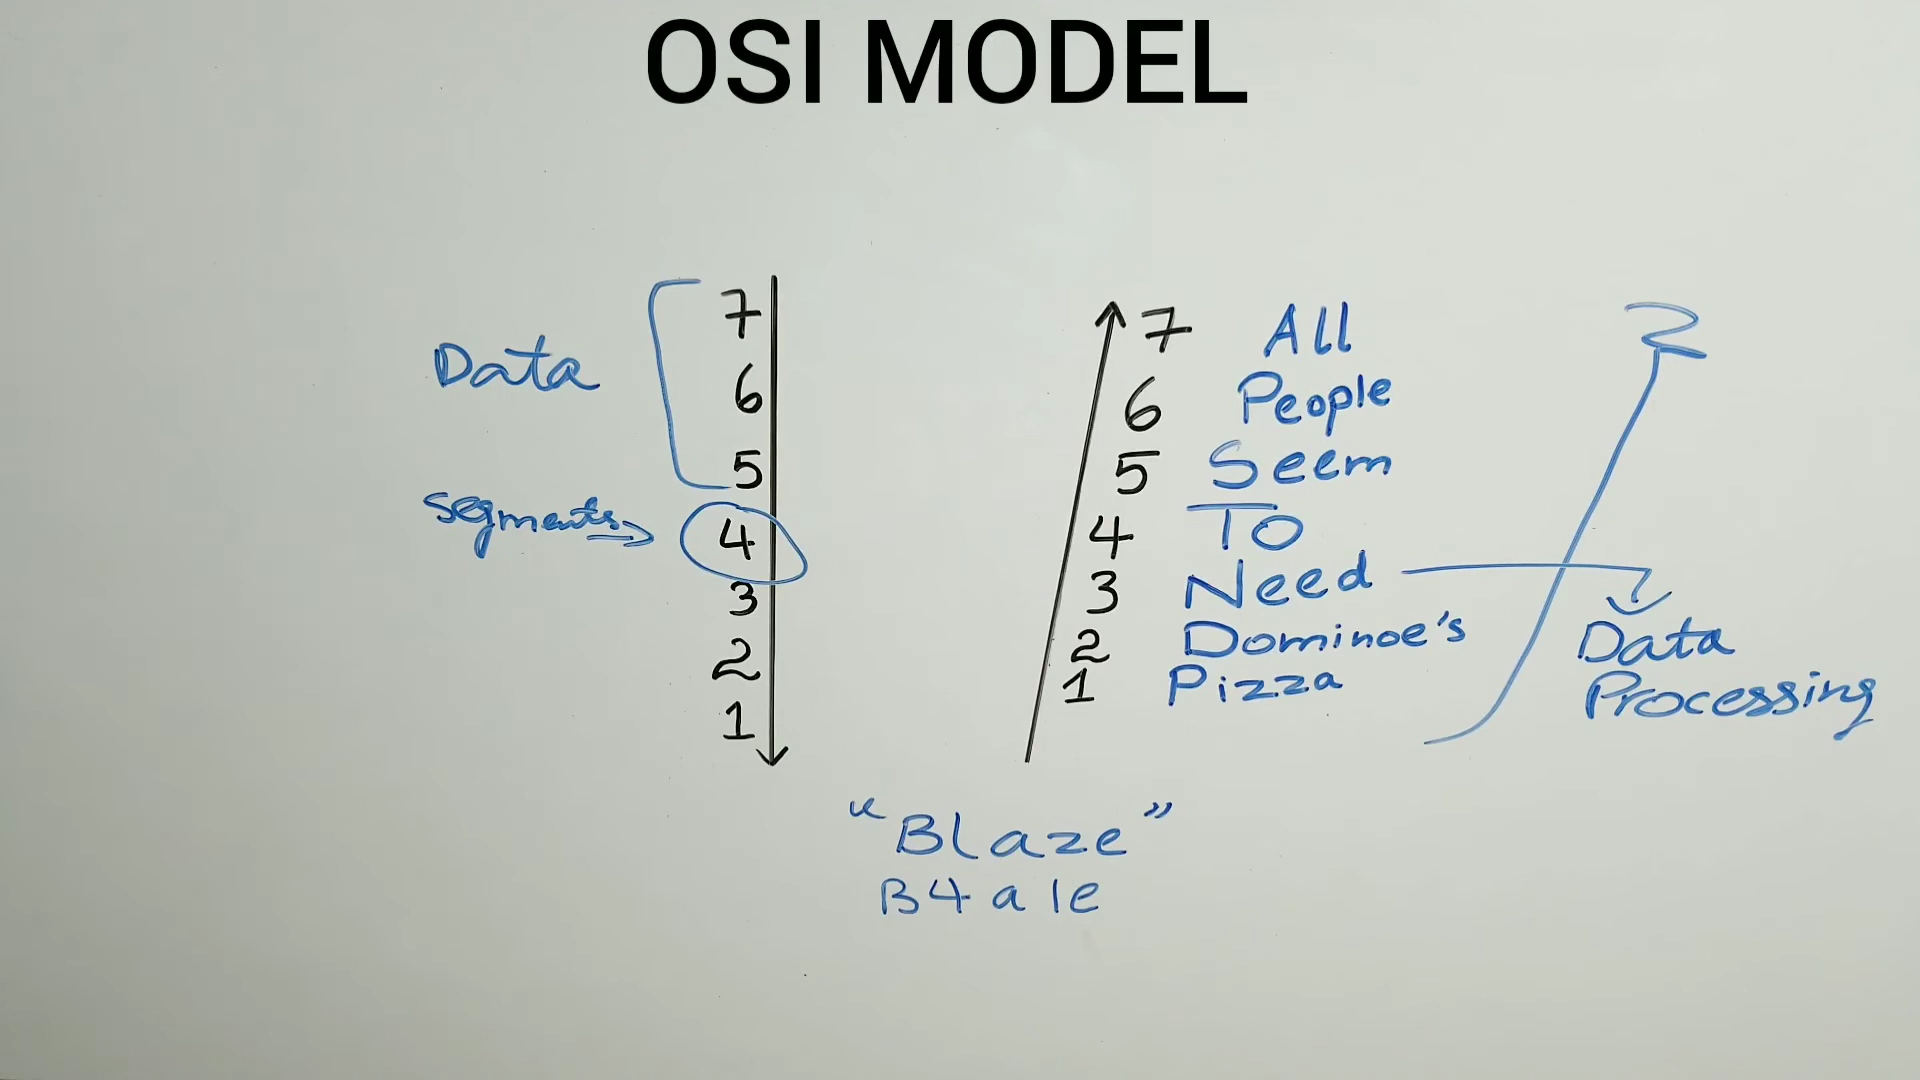 OSI MODEL
7
6
5
4
3
2
1
Data
segments
7 All
6 People
5 Seem
4 TO
3 Need
2 Dominoe's
1 Pizza
Data
Processing
"Blaze"
B4ale